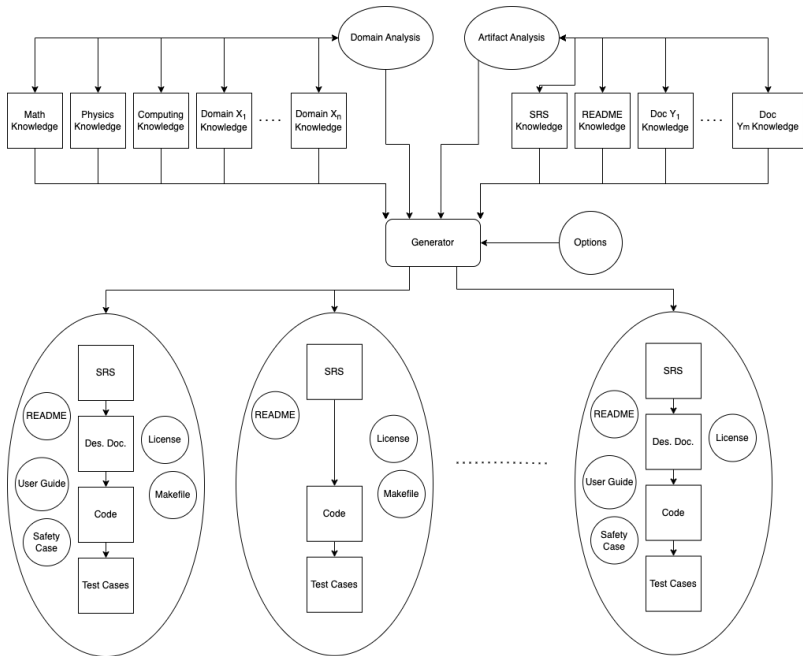 Domain Analysis
Artifact Analysis
Math
Knowledge
Physics
Knowledge
Computing
Knowledge
Domain X1
Knowledge
. . . .
Domain Xn
Knowledge
SRS
Knowledge
README
Knowledge
Doc Y1
Knowledge
. . . .
Doc
Ym Knowledge
Generator
Options
SRS
README
Des. Doc.
License
User Guide
Makefile
Code
Safety
Case
Test Cases
SRS
README
License
Makefile
Code
Test Cases
SRS
README
Des. Doc.
License
User Guide
Code
Safety
Case
Test Cases